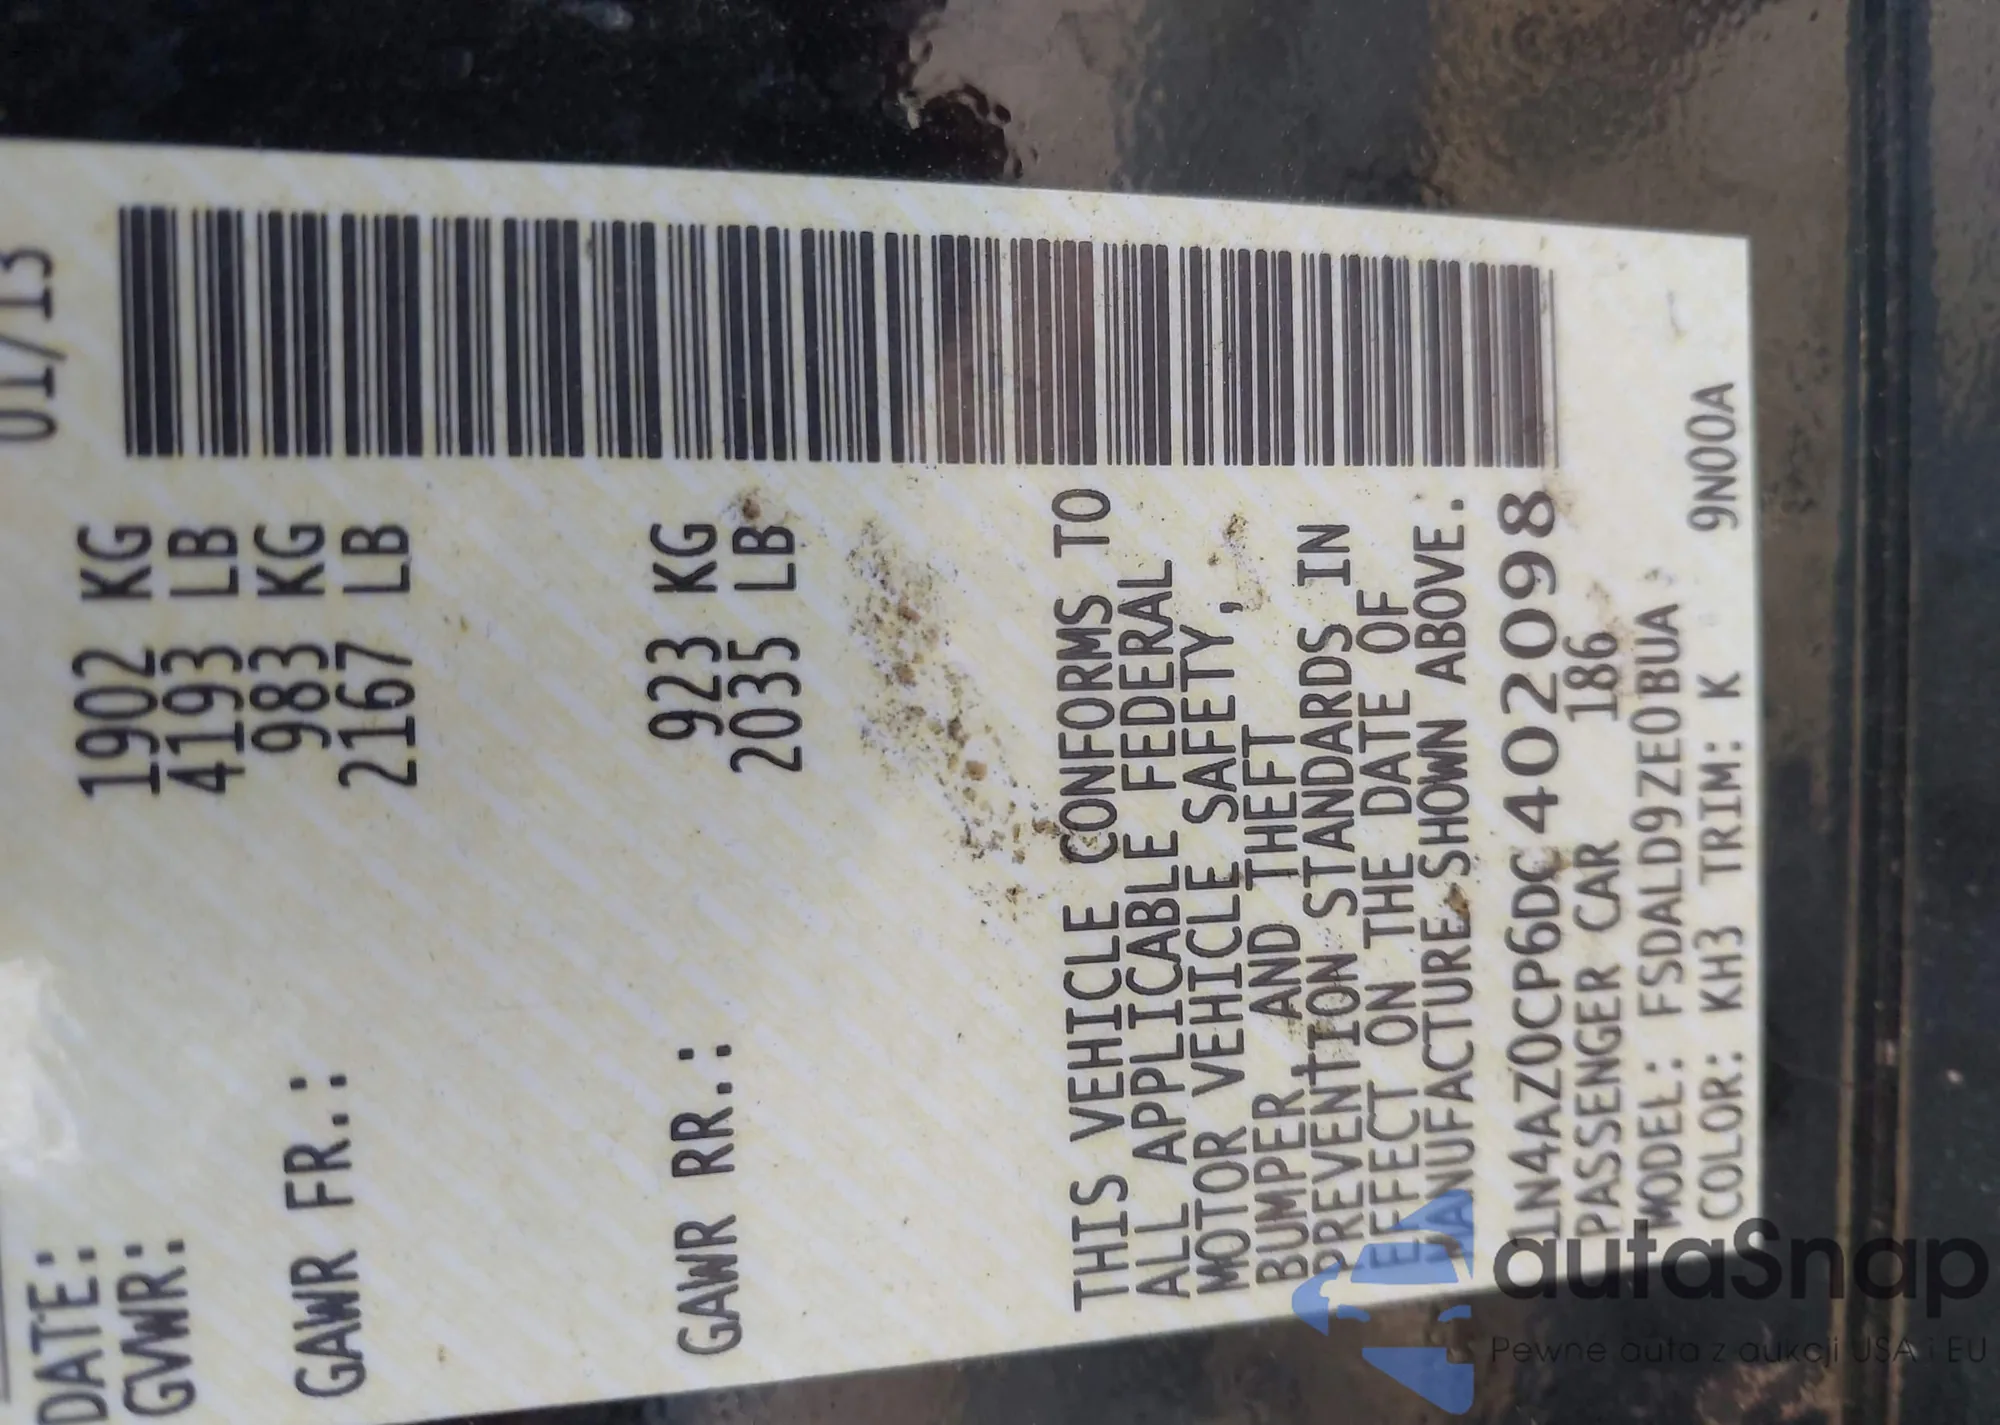 DATE: 01/13
GVWR: 1902 KG
4193 LB
GAWR FR.: 983 KG
2167 LB
GAWR RR.: 923 KG
2035 LB
THIS VEHICLE CONFORMS TO
ALL APPLICABLE FEDERAL
MOTOR VEHICLE SAFETY,
BUMPER AND THEFT
PREVENTION STANDARDS IN
EFFECT ON THE DATE OF
MANUFACTURE SHOWN ABOVE.
1N4AZ0CP6DC402098
PASSENGER CAR 186
MODEL: FSDALD9ZE0BUA
COLOR: KH3 TRIM: K 9N00A
autaSnap
Pewne auta z aukcji USA i EU